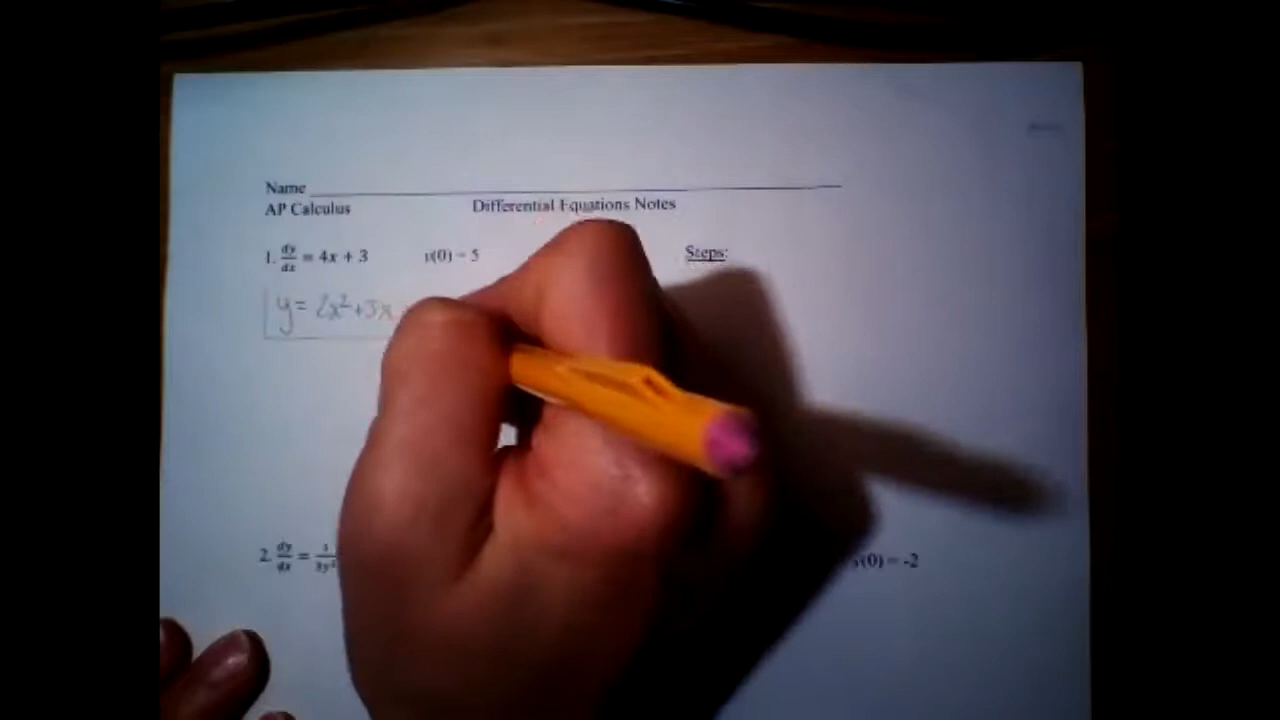 Name
AP Calculus Differential Equations Notes
1. dy/dx = 4x + 3 y(0) = 5 Steps:
y = 2x² + 3x
2. dy/dx = y(0) = -2